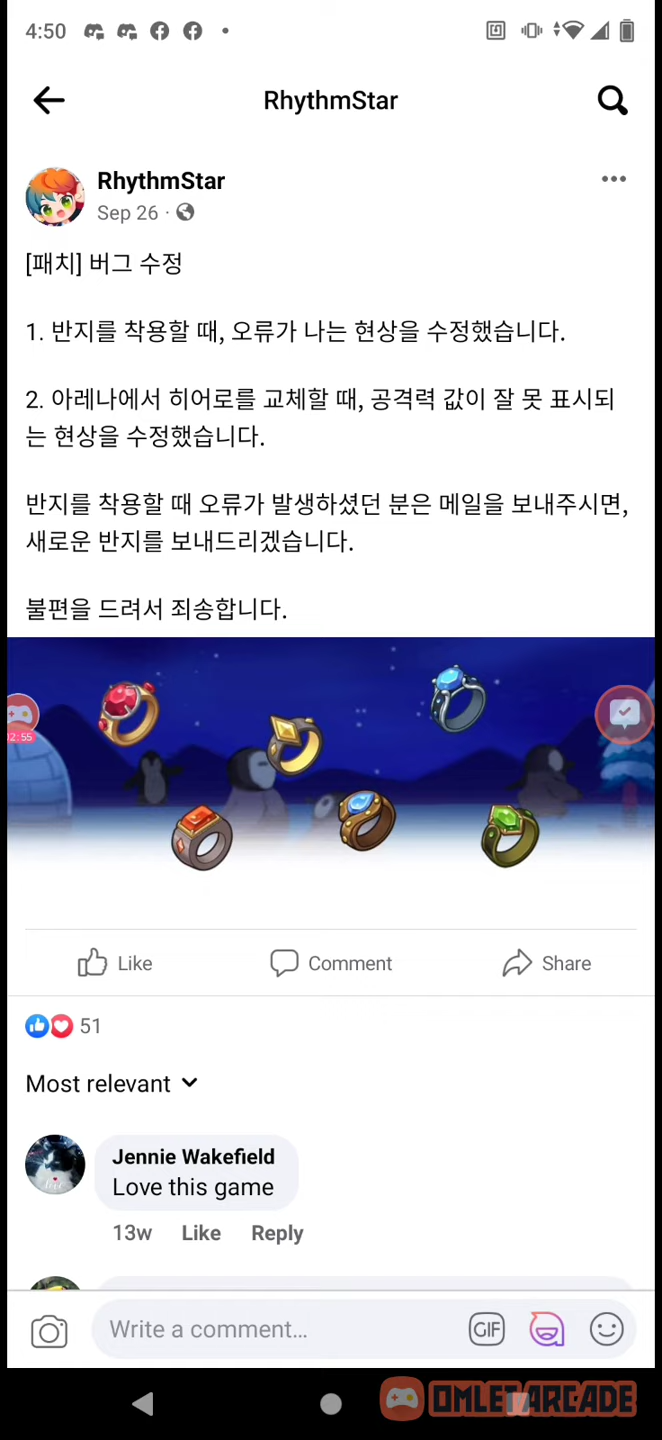 4:50
RhythmStar
RhythmStar
Sep 26 ·
[패치] 버그 수정
1. 반지를 착용할 때, 오류가 나는 현상을 수정했습니다.
2. 아레나에서 히어로를 교체할 때, 공격력 값이 잘 못 표시되
는 현상을 수정했습니다.
반지를 착용할 때 오류가 발생하셨던 분은 메일을 보내주시면,
새로운 반지를 보내드리겠습니다.
불편을 드려서 죄송합니다.
2:55
Like Comment Share
51
Most relevant
Jennie Wakefield
Love this game
13w Like Reply
Write a comment...
GIF
OMLET ARCADE